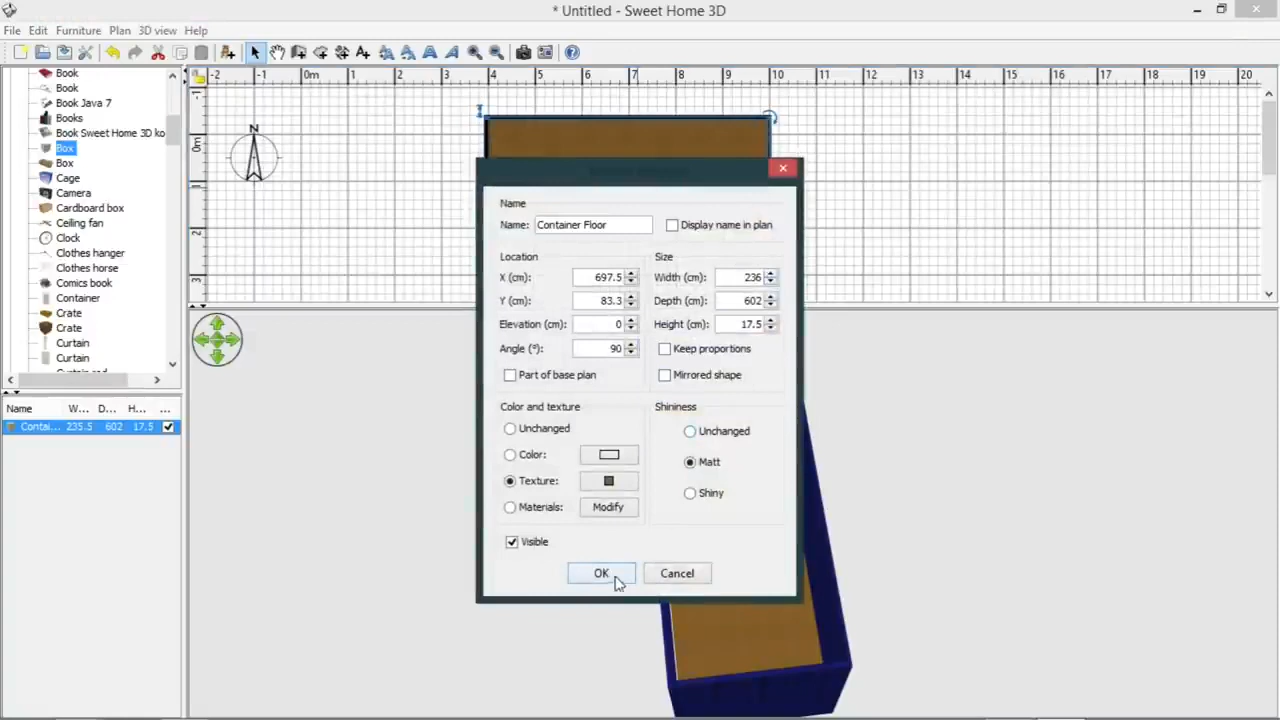 * Untitled - Sweet Home 3D
File Edit Furniture Plan 3D view Help
-2 -1 0m 1 2 3 4 5 6 7 8 9 10 11 12 13 14 15 16 17 18 19 20
-1
0m
1
2
3
N
Book
Book
Book Java 7
Books
Book Sweet Home 3D ko
Box
Box
Cage
Camera
Cardboard box
Ceiling fan
Clock
Clothes hanger
Clothes horse
Comics book
Container
Crate
Crate
Curtain
Curtain
Name W... D... H... ...
Contai... 235.5 602 17.5
Name
Name: Container Floor Display name in plan
Location Size
X (cm): 697.5 Width (cm): 236
Y (cm): 83.3 Depth (cm): 602
Elevation (cm): 0 Height (cm): 17.5
Angle (°): 90 Keep proportions
Part of base plan Mirrored shape
Color and texture Shininess
Unchanged Unchanged
Color: Matt
Texture:
Materials: Modify Shiny
Visible
OK Cancel